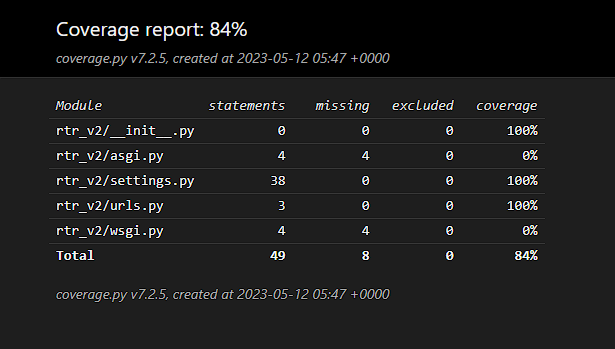 Coverage report: 84%
coverage.py v7.2.5, created at 2023-05-12 05:47 +0000
Module statements missing excluded coverage
rtr_v2/__init__.py 0 0 0 100%
rtr_v2/asgi.py 4 4 0 0%
rtr_v2/settings.py 38 0 0 100%
rtr_v2/urls.py 3 0 0 100%
rtr_v2/wsgi.py 4 4 0 0%
Total 49 8 0 84%
coverage.py v7.2.5, created at 2023-05-12 05:47 +0000